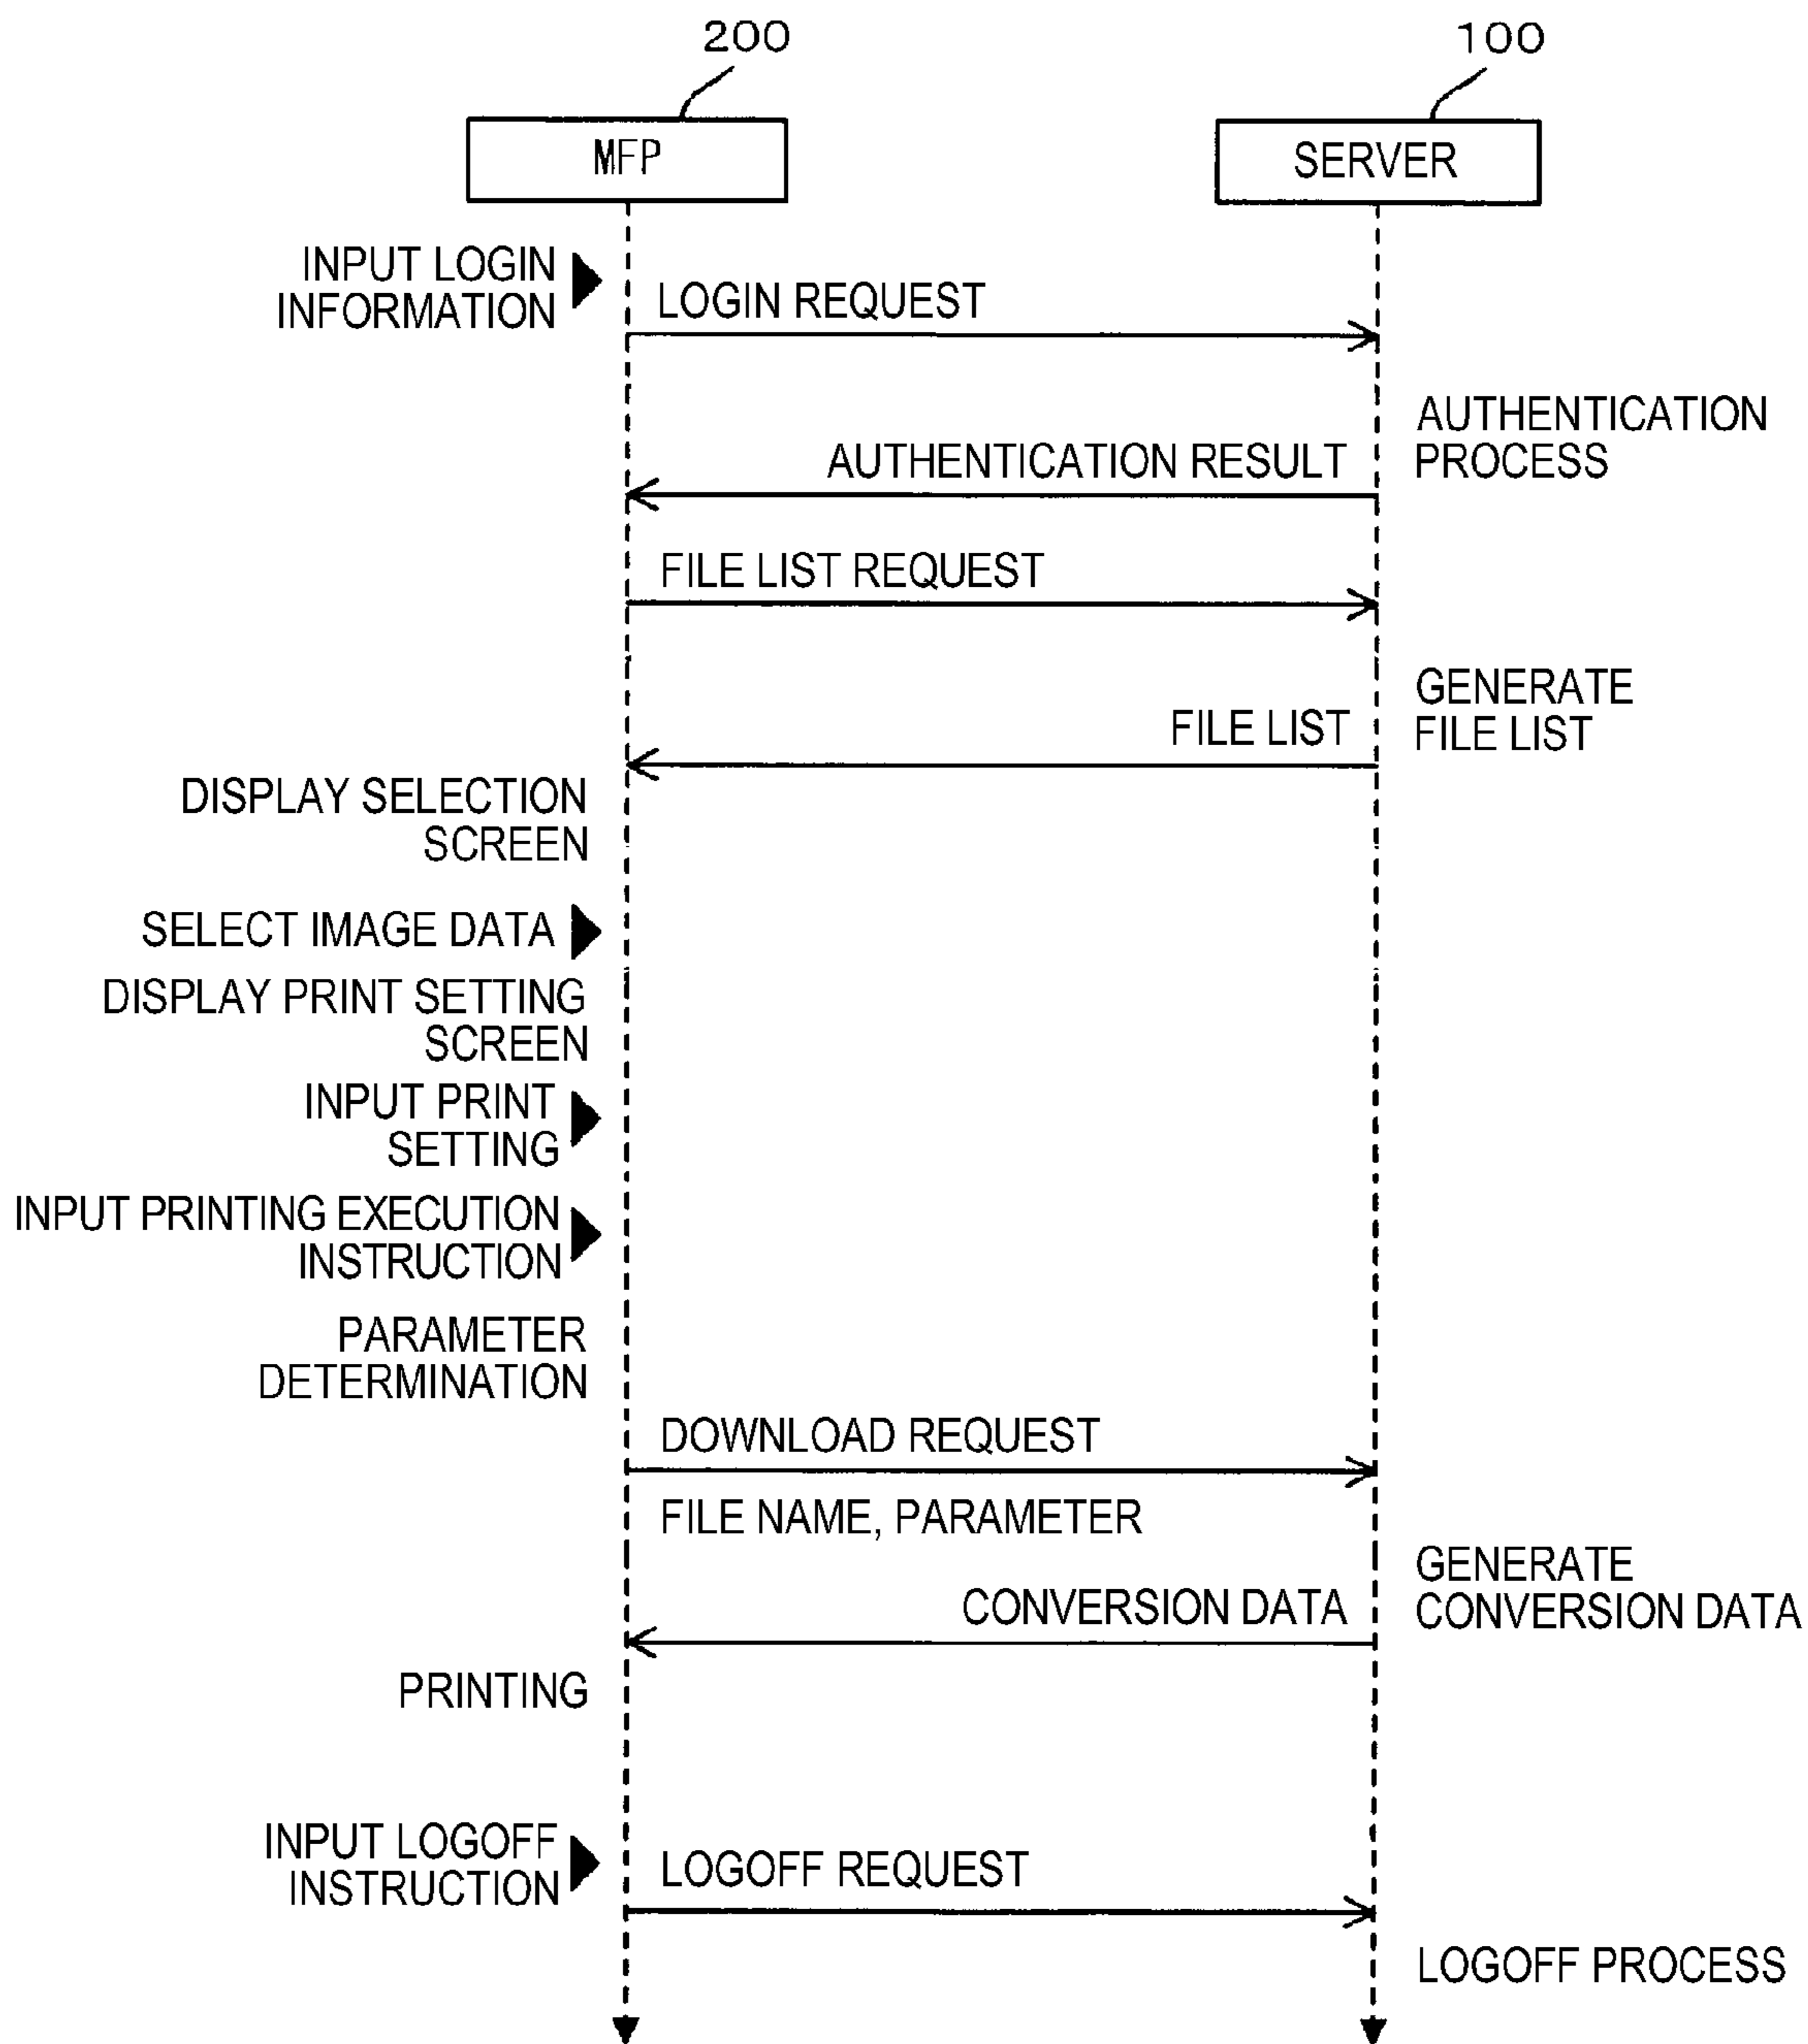 200
100
MFP
SERVER
INPUT LOGIN
INFORMATION
LOGIN REQUEST
AUTHENTICATION
PROCESS
AUTHENTICATION RESULT
FILE LIST REQUEST
GENERATE
FILE LIST
FILE LIST
DISPLAY SELECTION
SCREEN
SELECT IMAGE DATA
DISPLAY PRINT SETTING
SCREEN
INPUT PRINT
SETTING
INPUT PRINTING EXECUTION
INSTRUCTION
PARAMETER
DETERMINATION
DOWNLOAD REQUEST
FILE NAME, PARAMETER
GENERATE
CONVERSION DATA
CONVERSION DATA
PRINTING
INPUT LOGOFF
INSTRUCTION
LOGOFF REQUEST
LOGOFF PROCESS